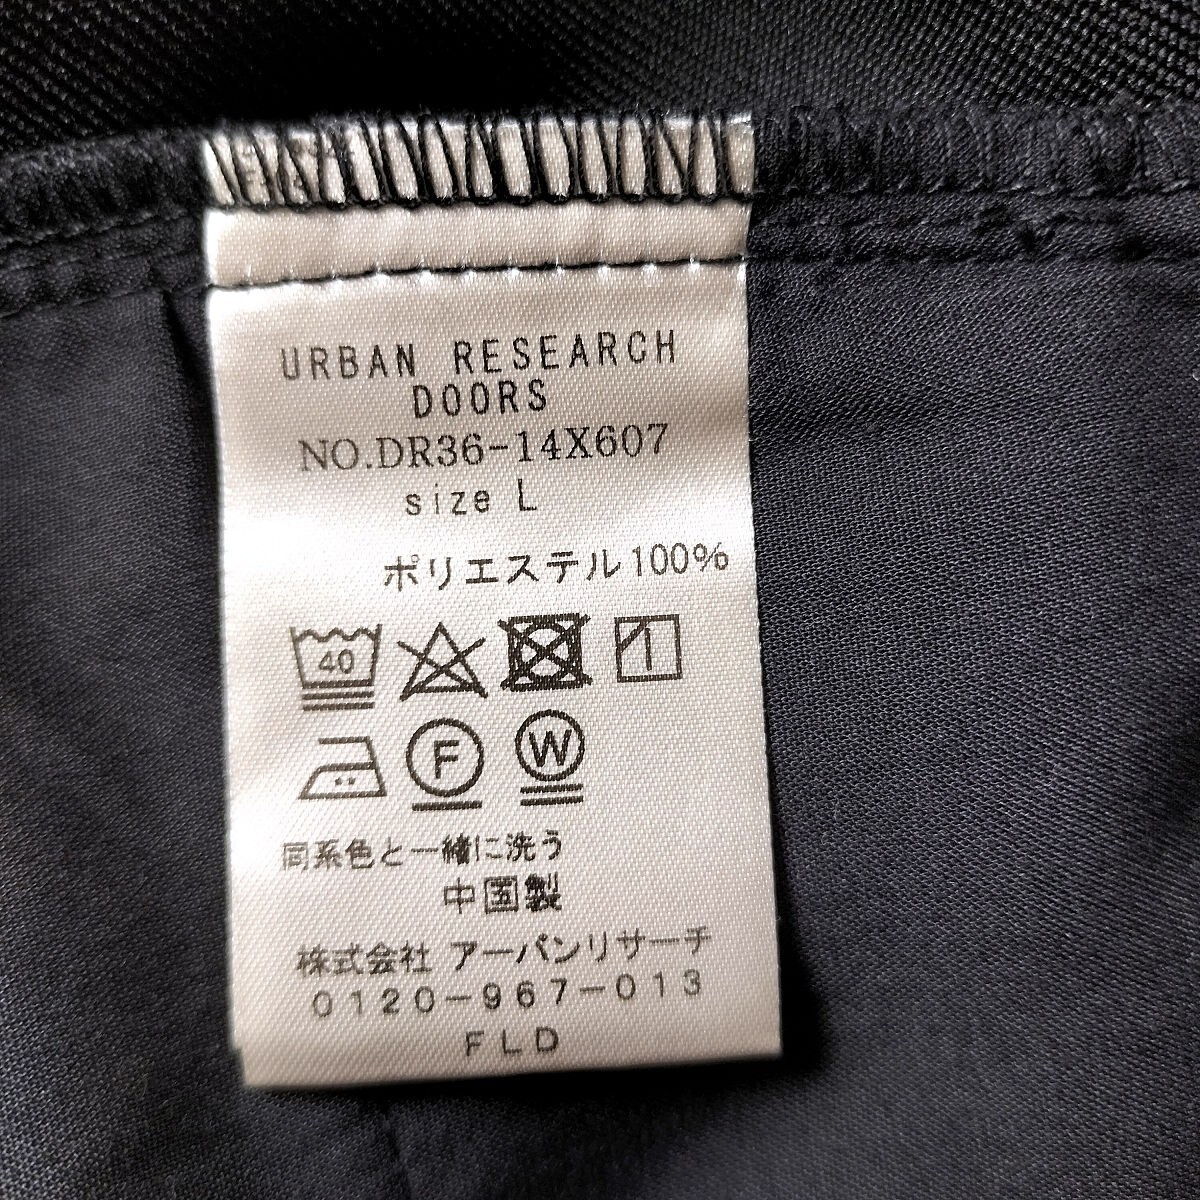 URBAN RESEARCH
DOORS
NO.DR36-14X607
size L
ポリエステル100%
40
F W
同系色と一緒に洗う
中国製
株式会社 アーバンリサーチ
0120-967-013
FLD